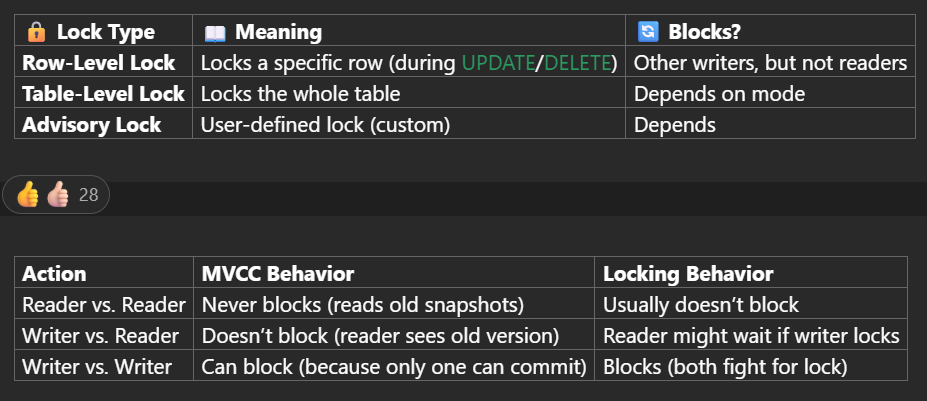 🔒 Lock Type 📖 Meaning 🔄 Blocks?
Row-Level Lock Locks a specific row (during UPDATE/DELETE) Other writers, but not readers
Table-Level Lock Locks the whole table Depends on mode
Advisory Lock User-defined lock (custom) Depends
👍 👍🏻 28
Action MVCC Behavior Locking Behavior
Reader vs. Reader Never blocks (reads old snapshots) Usually doesn’t block
Writer vs. Reader Doesn’t block (reader sees old version) Reader might wait if writer locks
Writer vs. Writer Can block (because only one can commit) Blocks (both fight for lock)